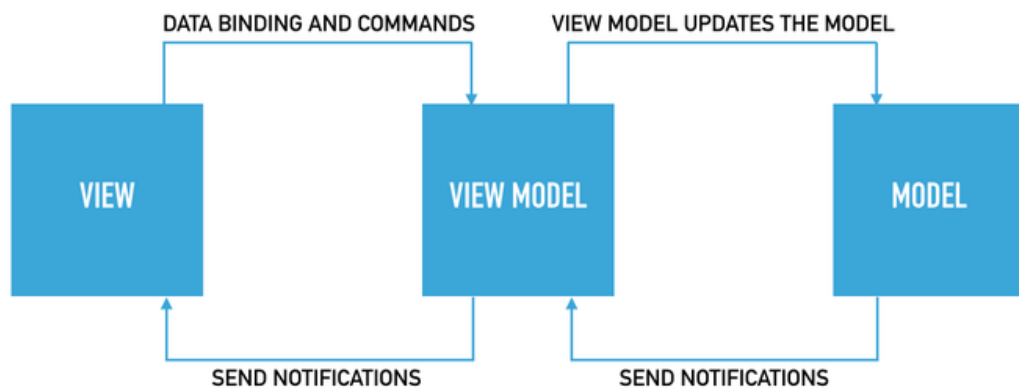 DATA BINDING AND COMMANDS
VIEW MODEL UPDATES THE MODEL
VIEW
VIEW MODEL
MODEL
SEND NOTIFICATIONS
SEND NOTIFICATIONS